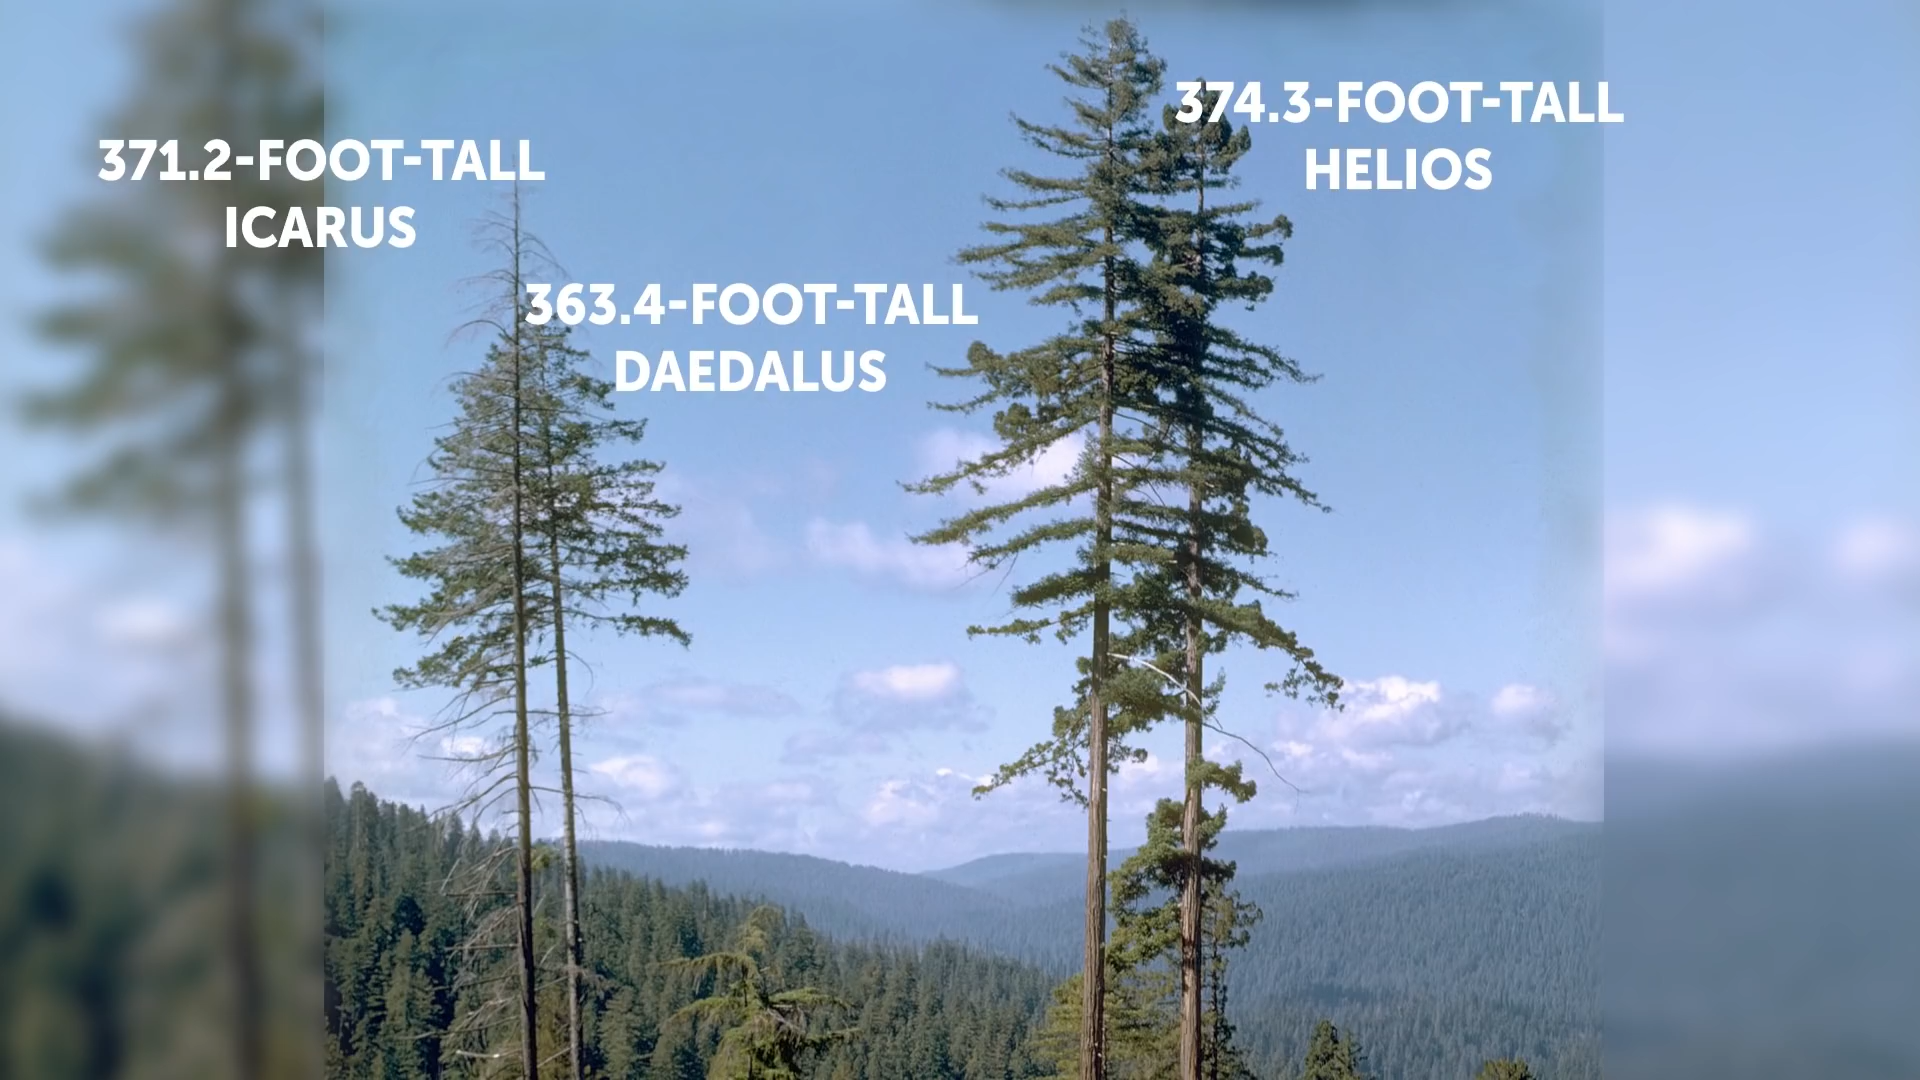 371.2-FOOT-TALL
ICARUS
363.4-FOOT-TALL
DAEDALUS
374.3-FOOT-TALL
HELIOS